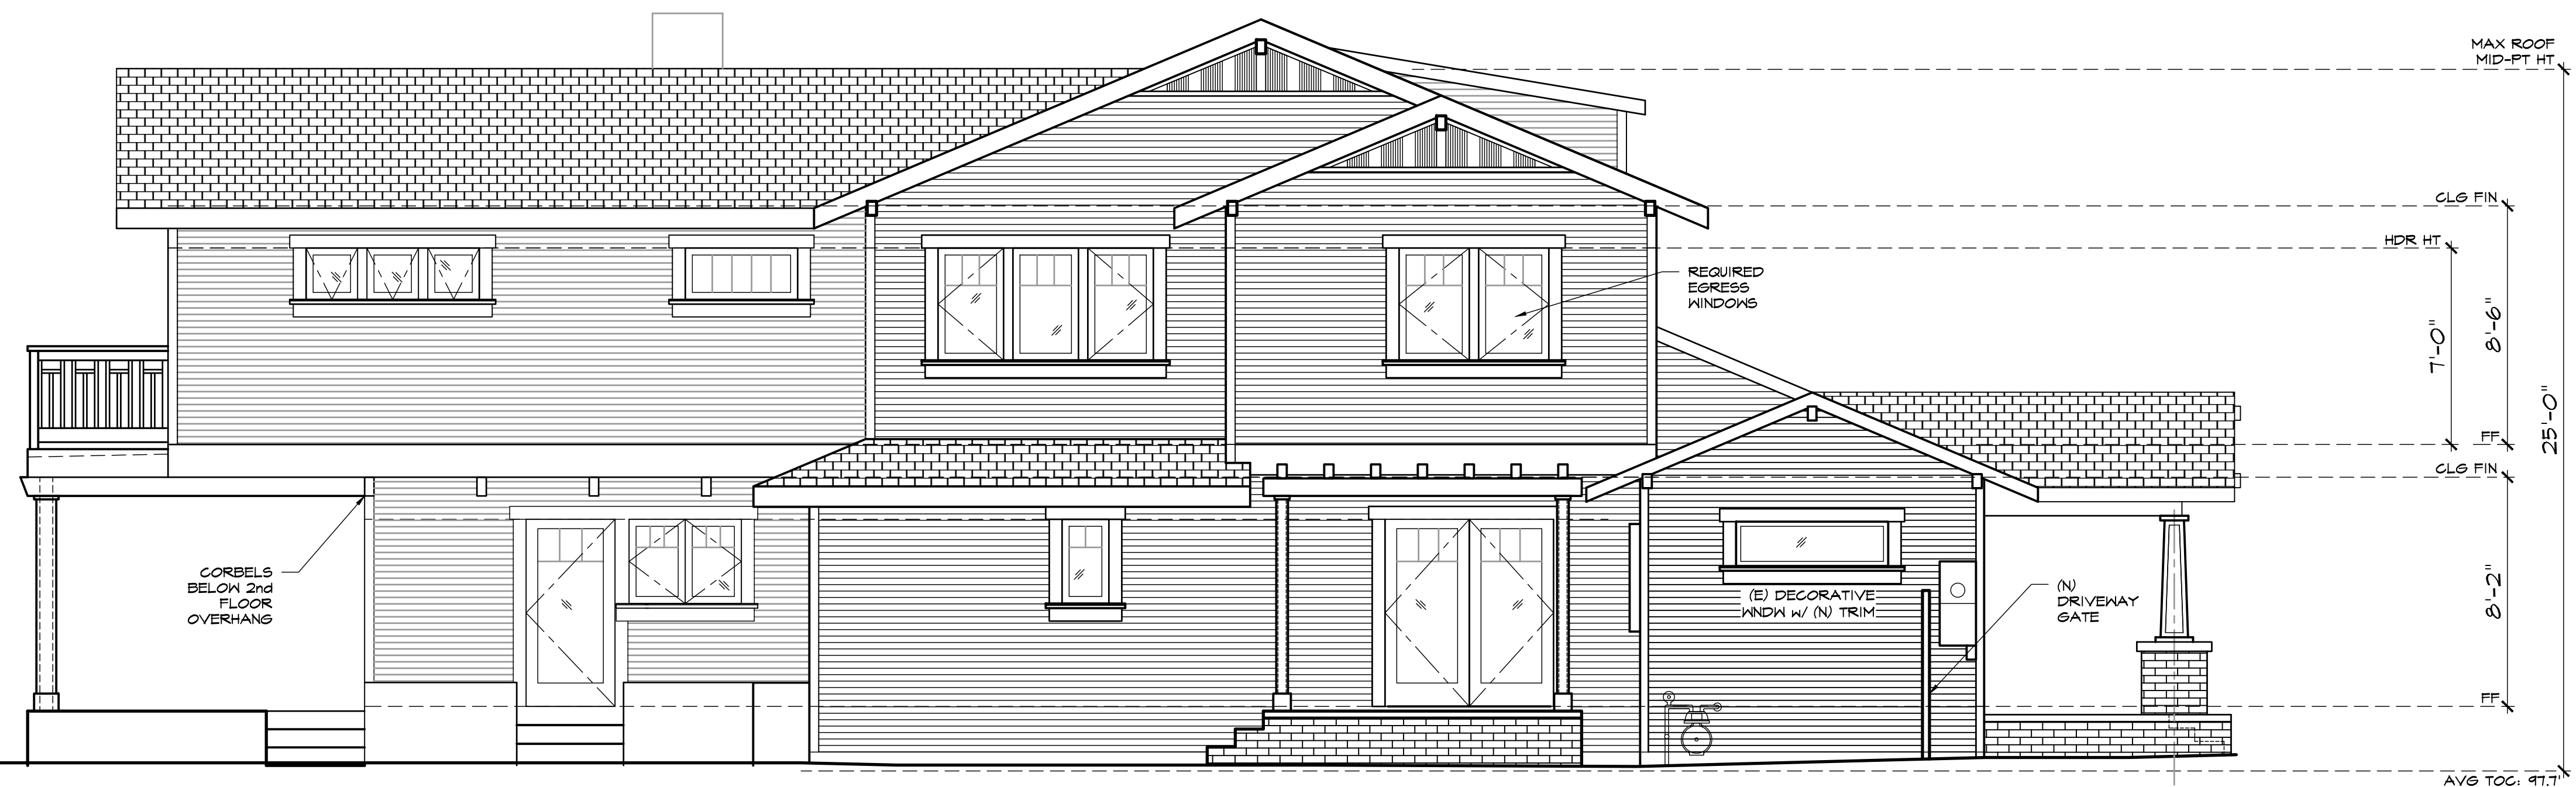 MAX ROOF
MID-PT HT
CLG FIN
HDR HT
REQUIRED
EGRESS
WINDOWS
7'-0"
8'-6"
25'-0"
FF
CLG FIN
CORBELS
BELOW 2nd
FLOOR
OVERHANG
(E) DECORATIVE
WNDW w/ (N) TRIM
(N)
DRIVEWAY
GATE
8'-2"
FF
AVG TOC: 97.7'